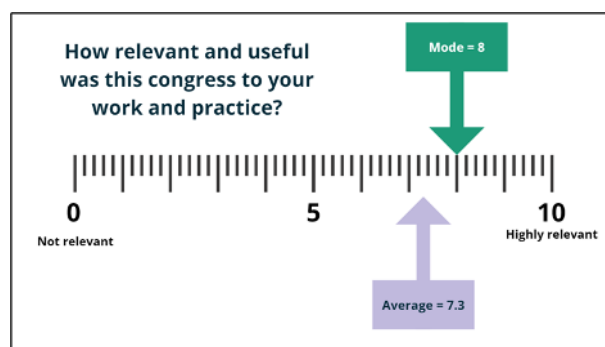 How relevant and useful
was this congress to your
work and practice?
Mode = 8
0
5
10
Not relevant
Highly relevant
Average = 7.3